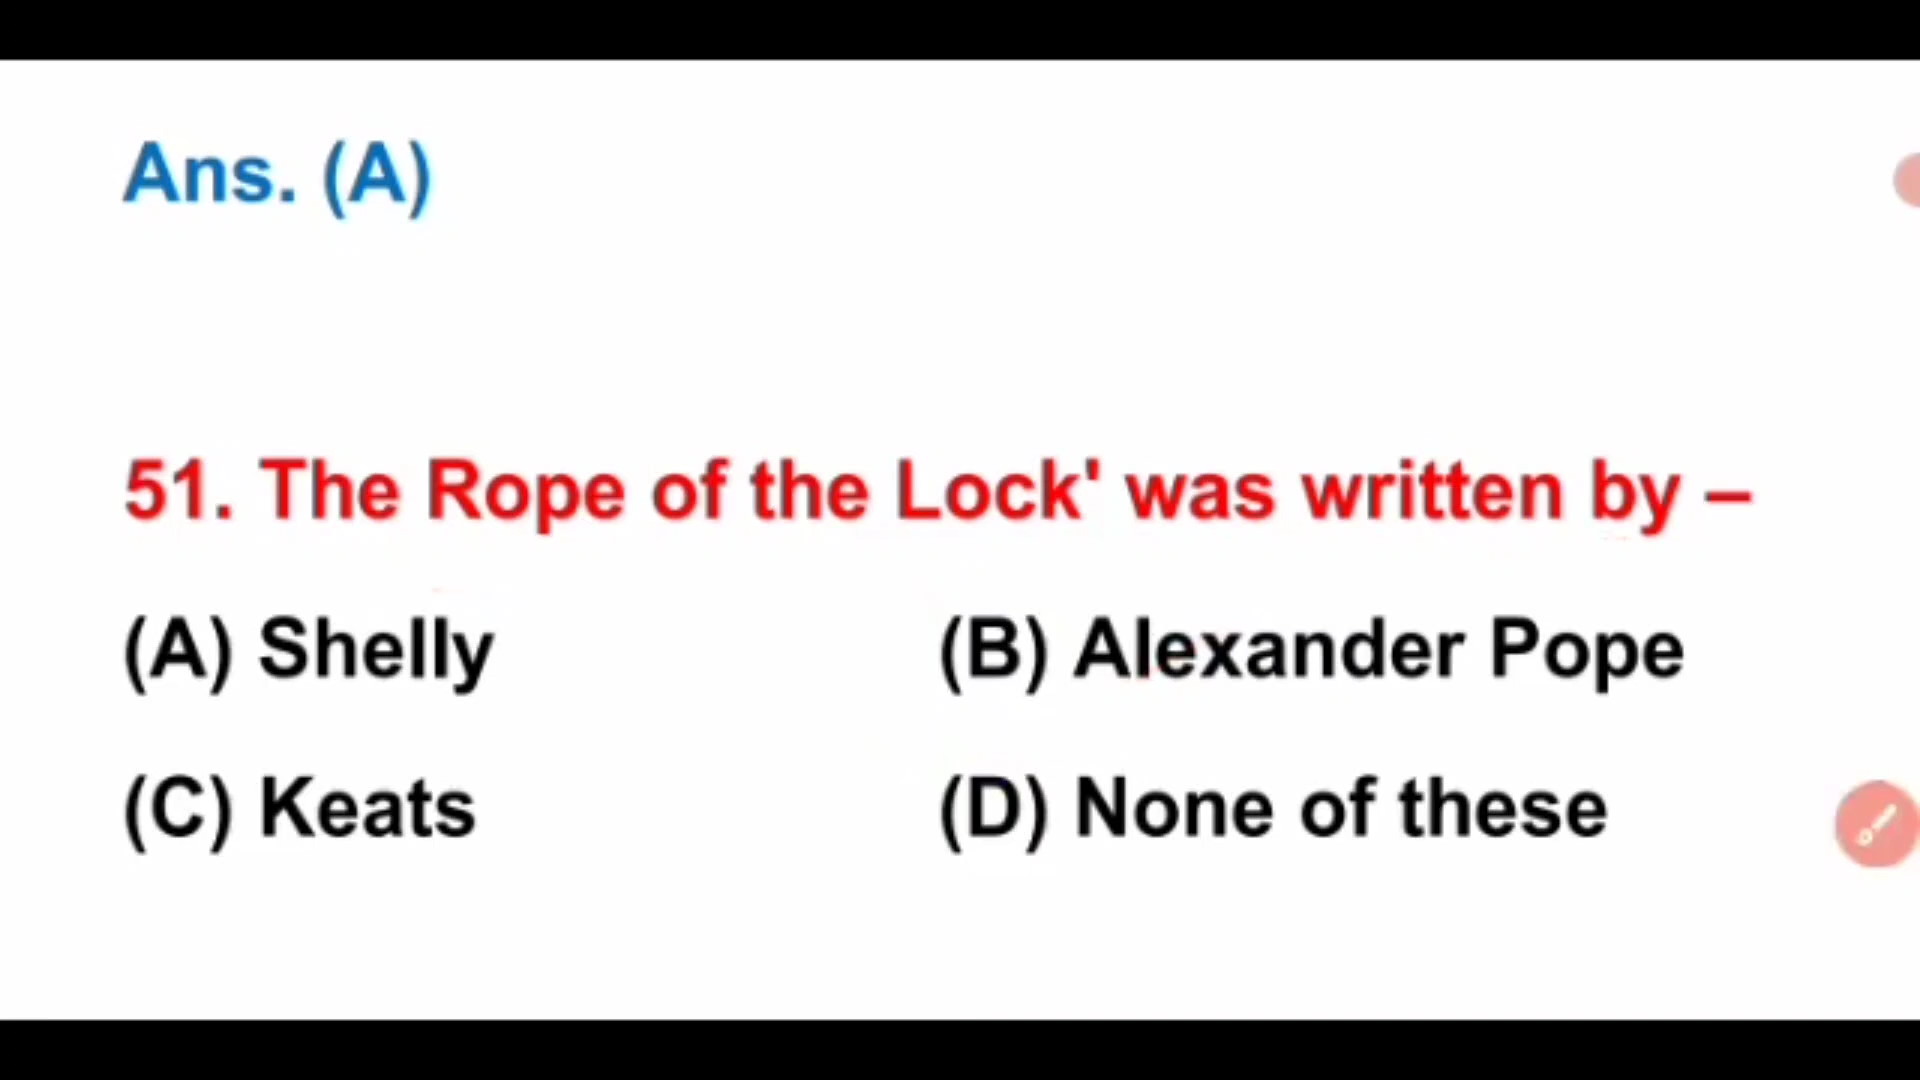 Ans. (A)
51. The Rope of the Lock' was written by –
(A) Shelly (B) Alexander Pope
(C) Keats (D) None of these